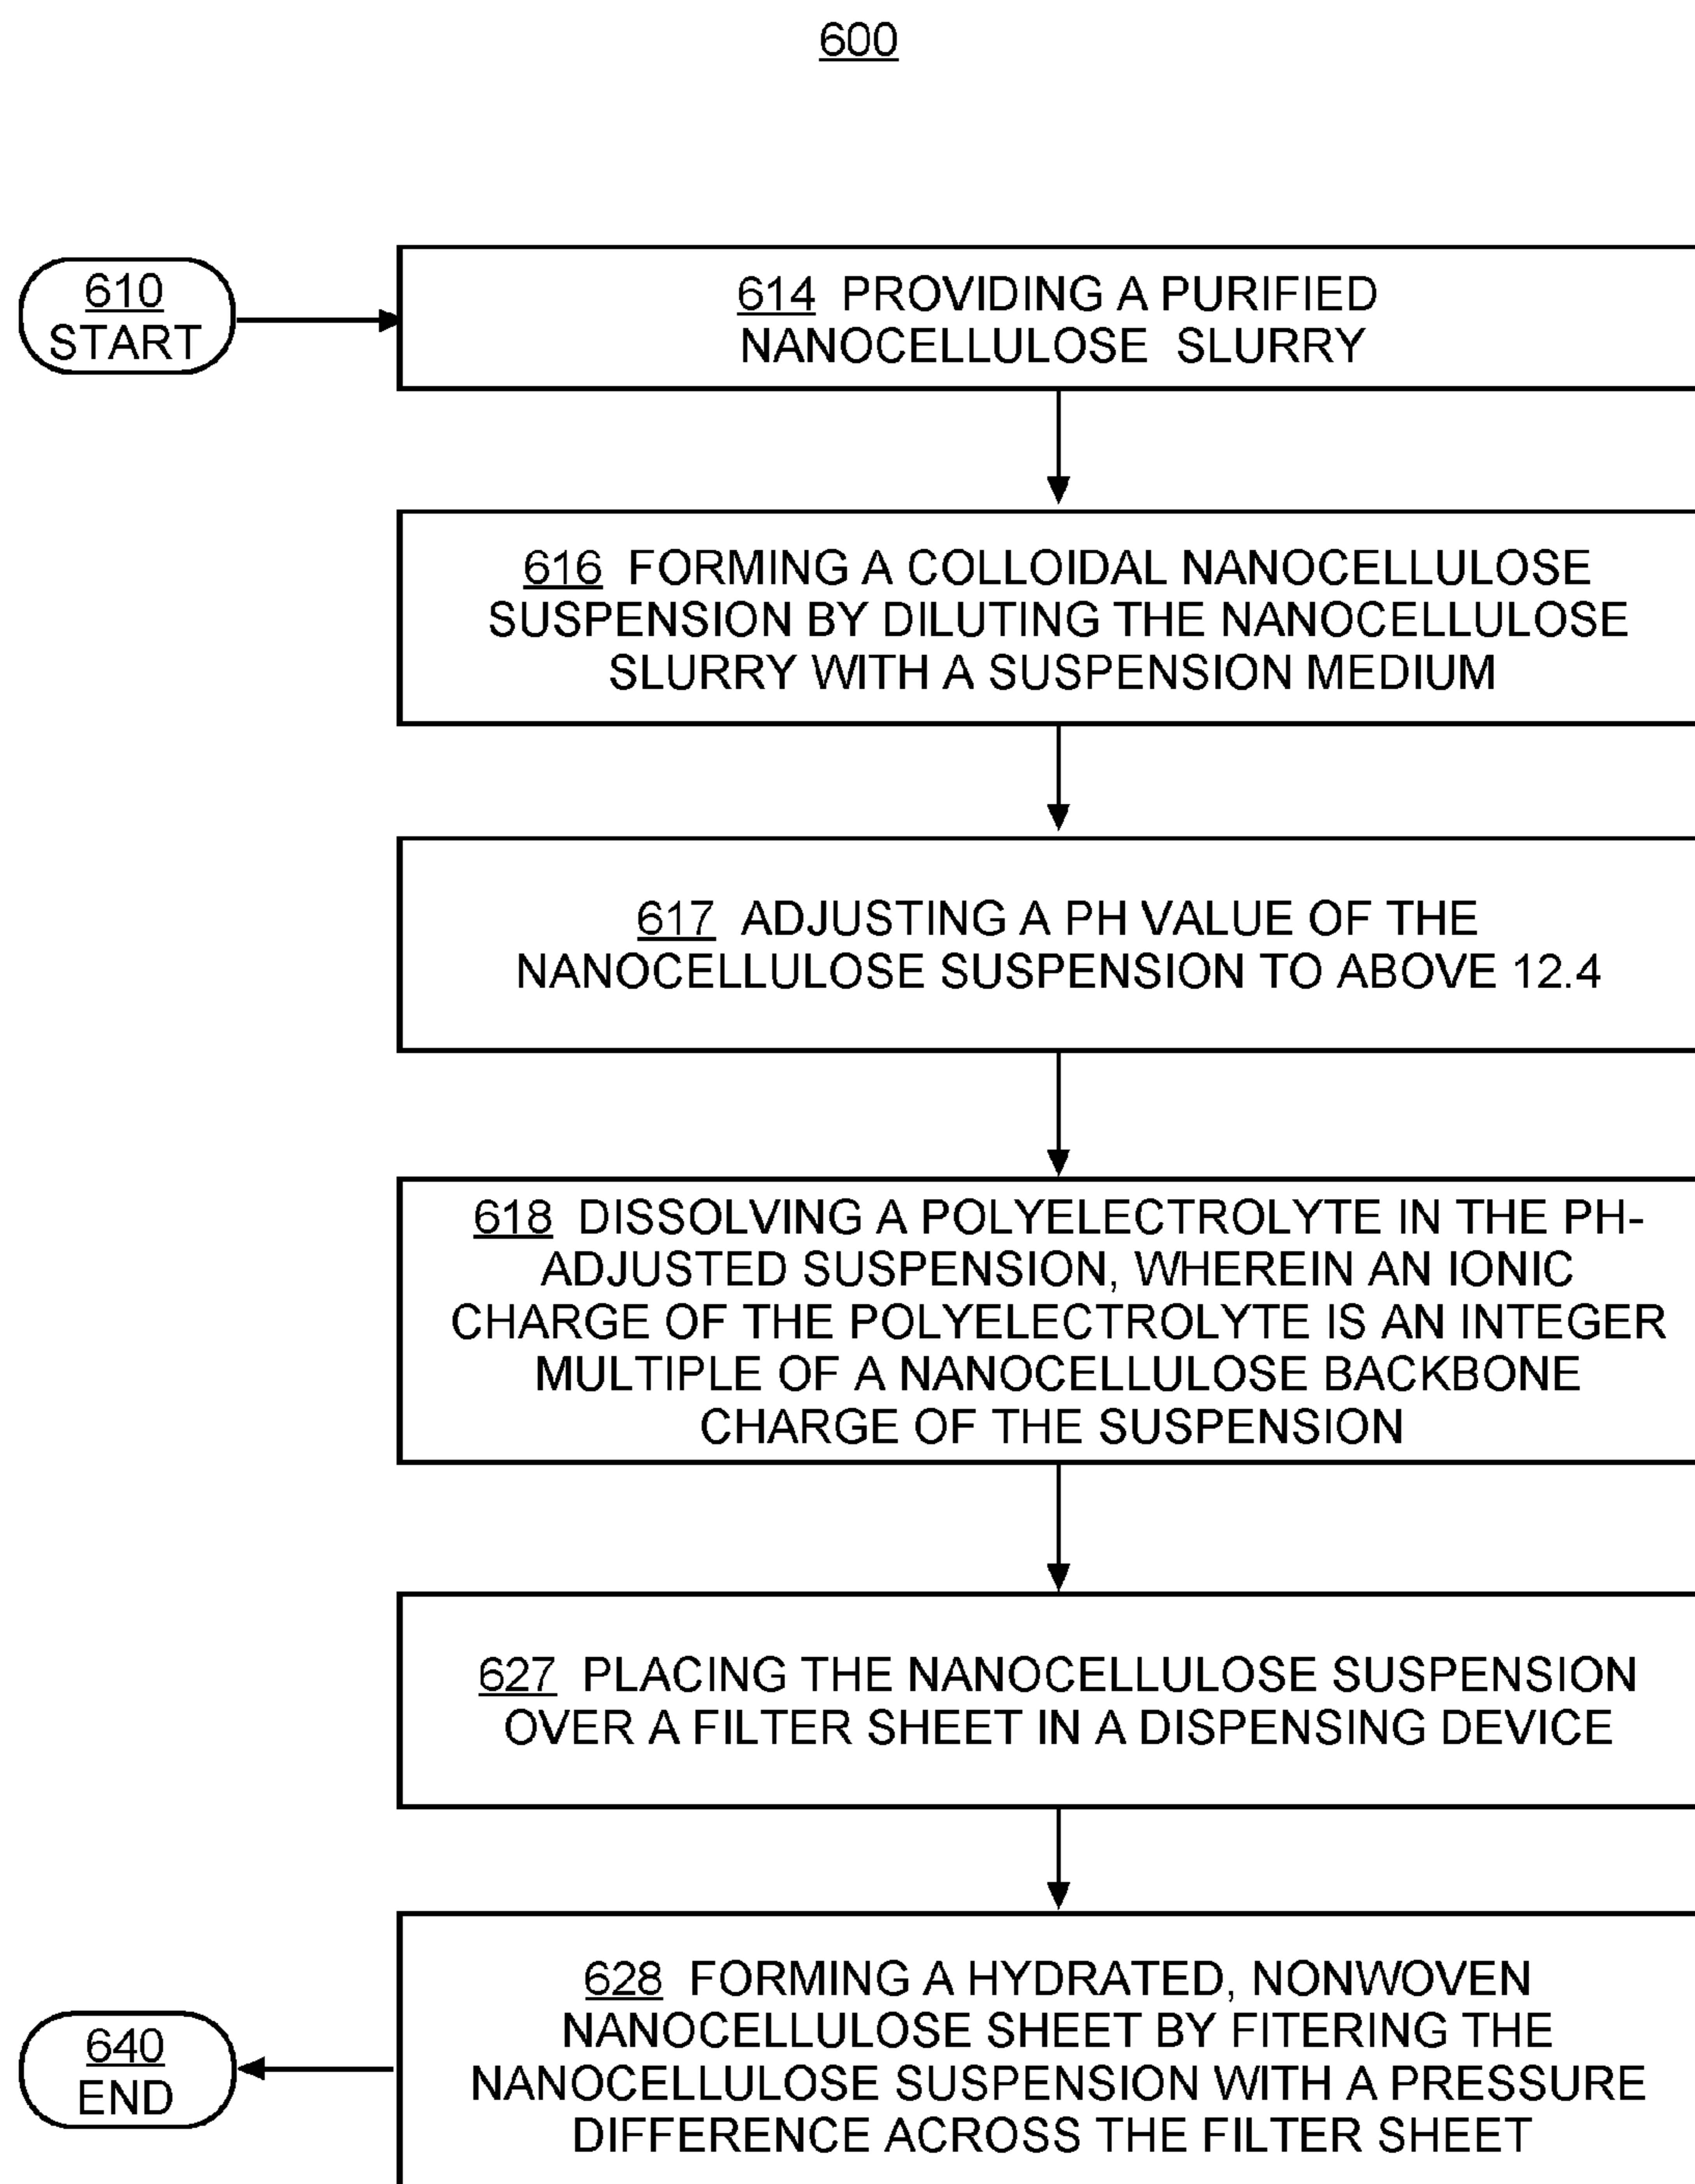 600
610
START
614 PROVIDING A PURIFIED
NANOCELLULOSE SLURRY
616 FORMING A COLLOIDAL NANOCELLULOSE
SUSPENSION BY DILUTING THE NANOCELLULOSE
SLURRY WITH A SUSPENSION MEDIUM
617 ADJUSTING A PH VALUE OF THE
NANOCELLULOSE SUSPENSION TO ABOVE 12.4
618 DISSOLVING A POLYELECTROLYTE IN THE PH-
ADJUSTED SUSPENSION, WHEREIN AN IONIC
CHARGE OF THE POLYELECTROLYTE IS AN INTEGER
MULTIPLE OF A NANOCELLULOSE BACKBONE
CHARGE OF THE SUSPENSION
627 PLACING THE NANOCELLULOSE SUSPENSION
OVER A FILTER SHEET IN A DISPENSING DEVICE
628 FORMING A HYDRATED, NONWOVEN
NANOCELLULOSE SHEET BY FITERING THE
NANOCELLULOSE SUSPENSION WITH A PRESSURE
DIFFERENCE ACROSS THE FILTER SHEET
640
END